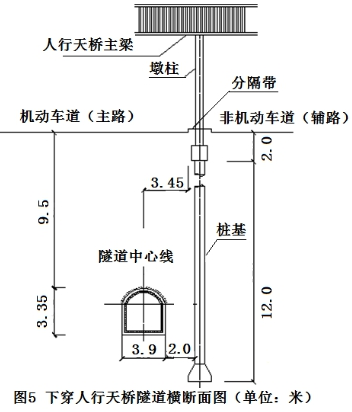 人行天桥主梁
墩柱
分隔带
机动车道（主路）
非机动车道（辅路）
2.0
3.45
9.5
桩基
隧道中心线
12.0
3.35
3.9
2.0
图5 下穿人行天桥隧道横断面图（单位：米）